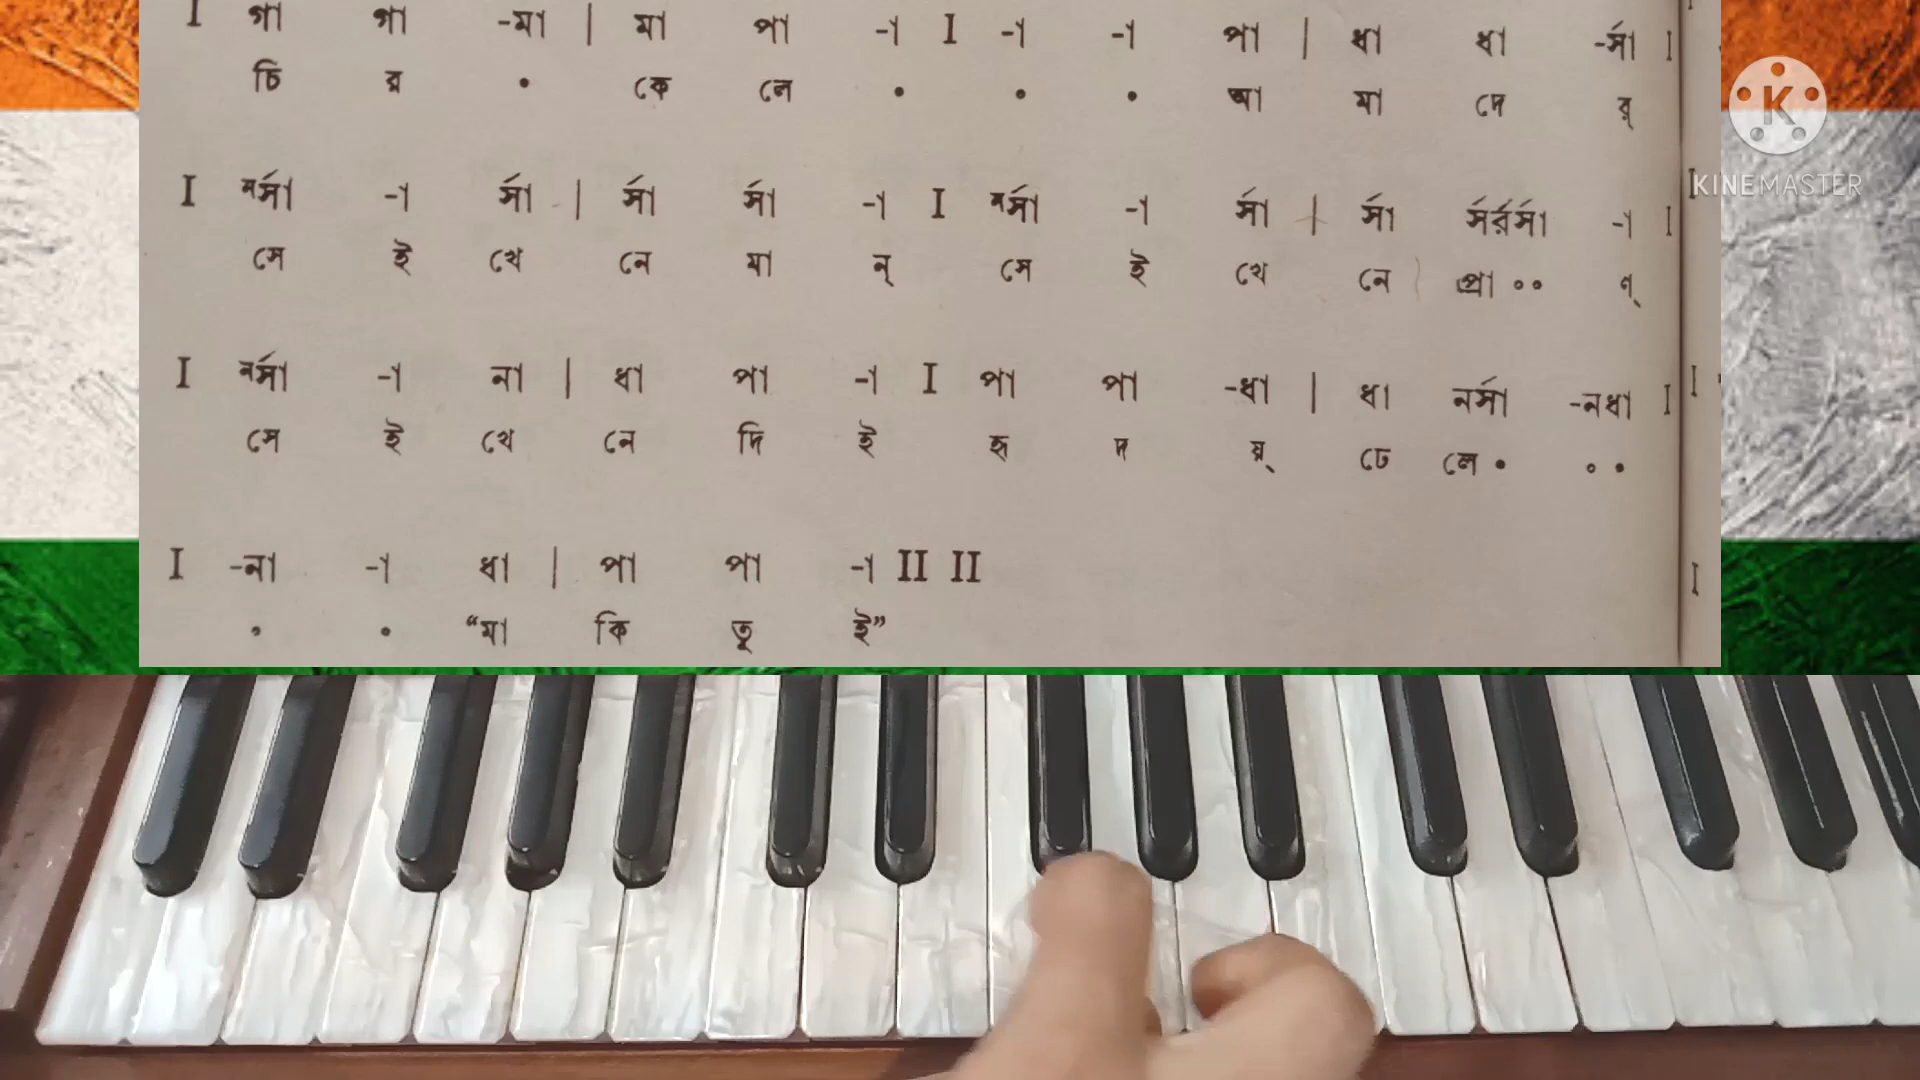 I গা গা -মা | মা পা -া I -া -া পা | ধা ধা -র্সা I
চি র • কে লে • • • আ মা দে র্
I নর্সা -া র্সা | র্সা র্সা -া I নর্সা -া র্সা | র্সা র্সর্রর্সা -া I
সে ই খে নে মা ন্ সে ই খে নে প্রা ∘∘ ণ্
I নর্সা -া না | ধা পা -া I পা পা -ধা | ধা নর্সা -নধা I
সে ই খে নে দি ই হৃ দ য়্ ঢে লে • ∘ •
I -না -া ধা | পা পা -া II II
• • “মা কি তু ই”
K
KINEMASTER